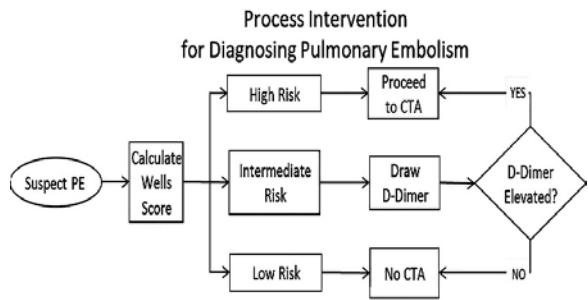 Process Intervention
for Diagnosing Pulmonary Embolism
High Risk
Proceed
to CTA
YES
Suspect PE
Calculate
Wells
Score
Intermediate
Risk
Draw
D-Dimer
D-Dimer
Elevated?
Low Risk
No CTA
NO